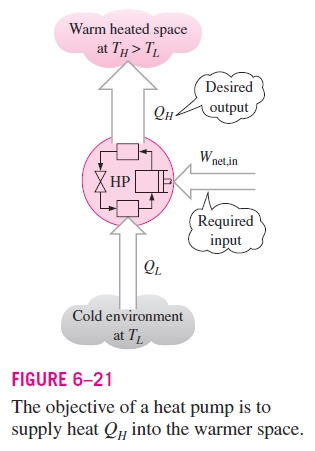 Warm heated space
at T_H > T_L
Desired
output
Q_H
W_net,in
HP
Required
input
Q_L
Cold environment
at T_L
FIGURE 6–21
The objective of a heat pump is to
supply heat Q_H into the warmer space.